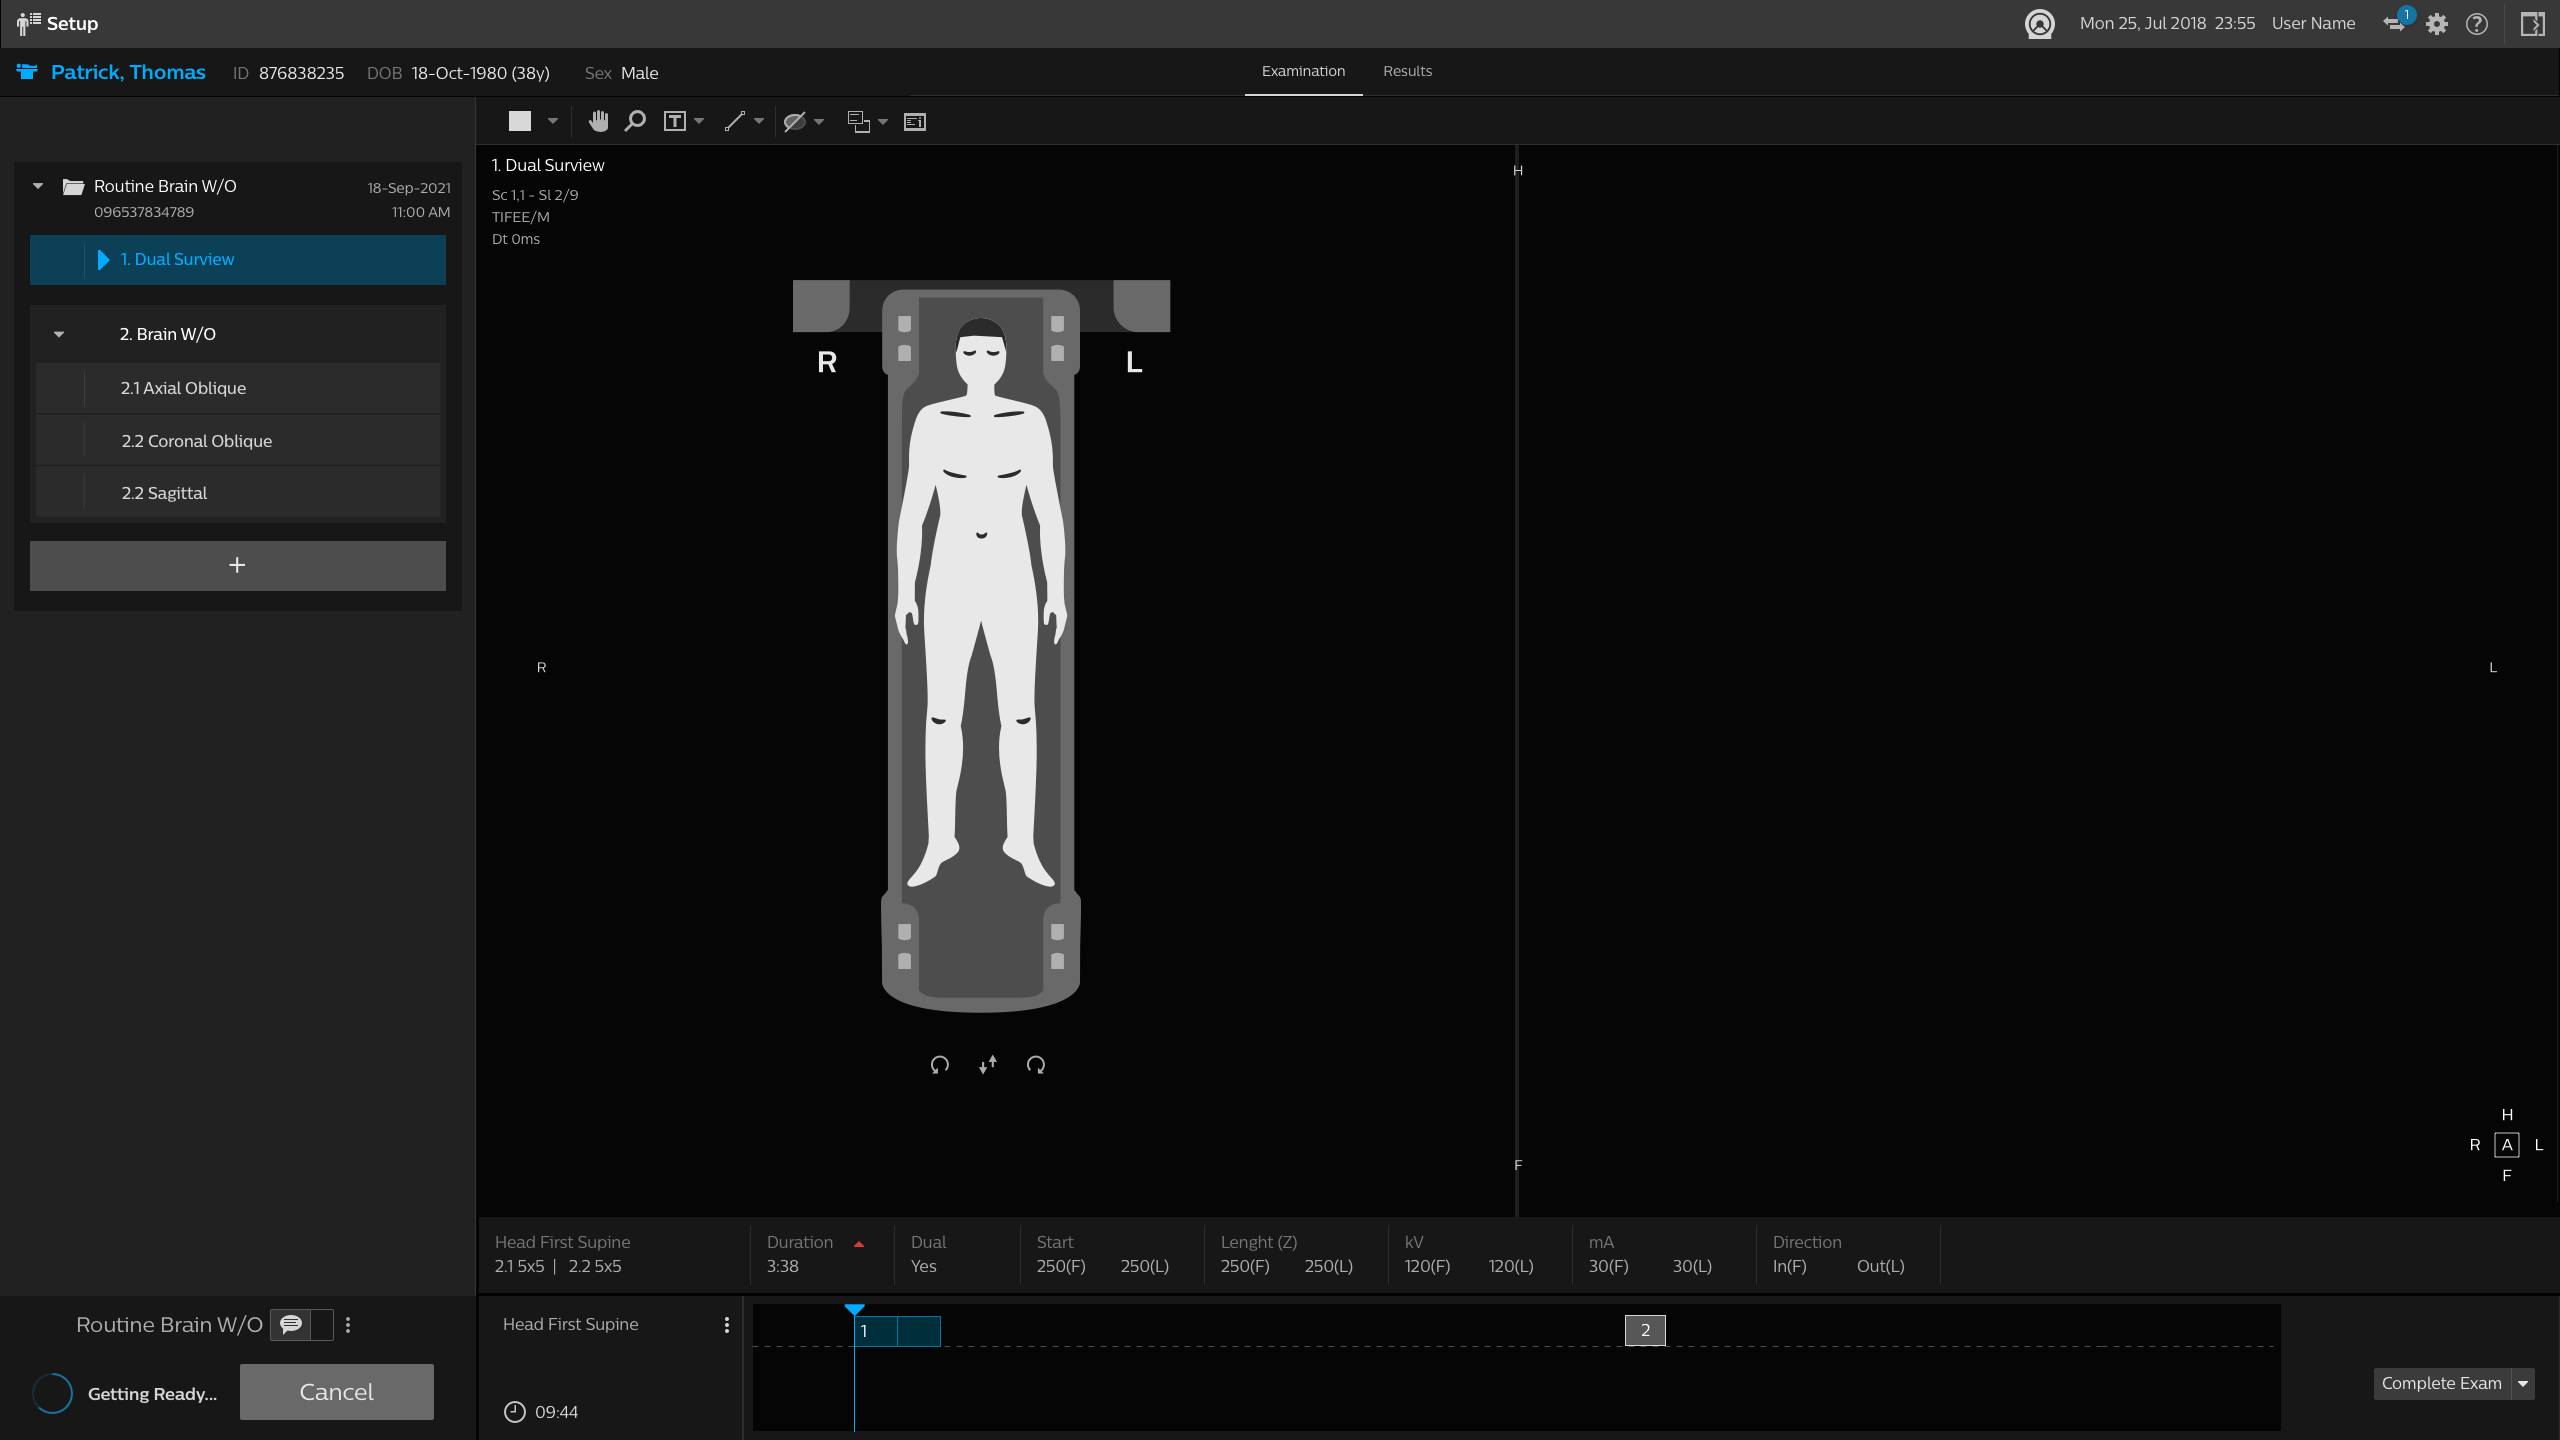 Setup
Mon 25, Jul 2018 23:55 User Name 1
Patrick, Thomas ID 876838235 DOB 18-Oct-1980 (38y) Sex Male
Examination Results
T
Routine Brain W/O 18-Sep-2021
096537834789 11:00 AM
1. Dual Surview
2. Brain W/O
2.1 Axial Oblique
2.2 Coronal Oblique
2.2 Sagittal
+
1. Dual Surview
Sc 1,1 - Sl 2/9
TIFEE/M
Dt 0ms
H
R L
R
L
F
H
R A L
F
Head First Supine
2.1 5x5 | 2.2 5x5
Duration
3:38
Dual
Yes
Start
250(F) 250(L)
Lenght (Z)
250(F) 250(L)
kV
120(F) 120(L)
mA
30(F) 30(L)
Direction
In(F) Out(L)
Routine Brain W/O
Getting Ready...
Cancel
Head First Supine
09:44
1
2
Complete Exam